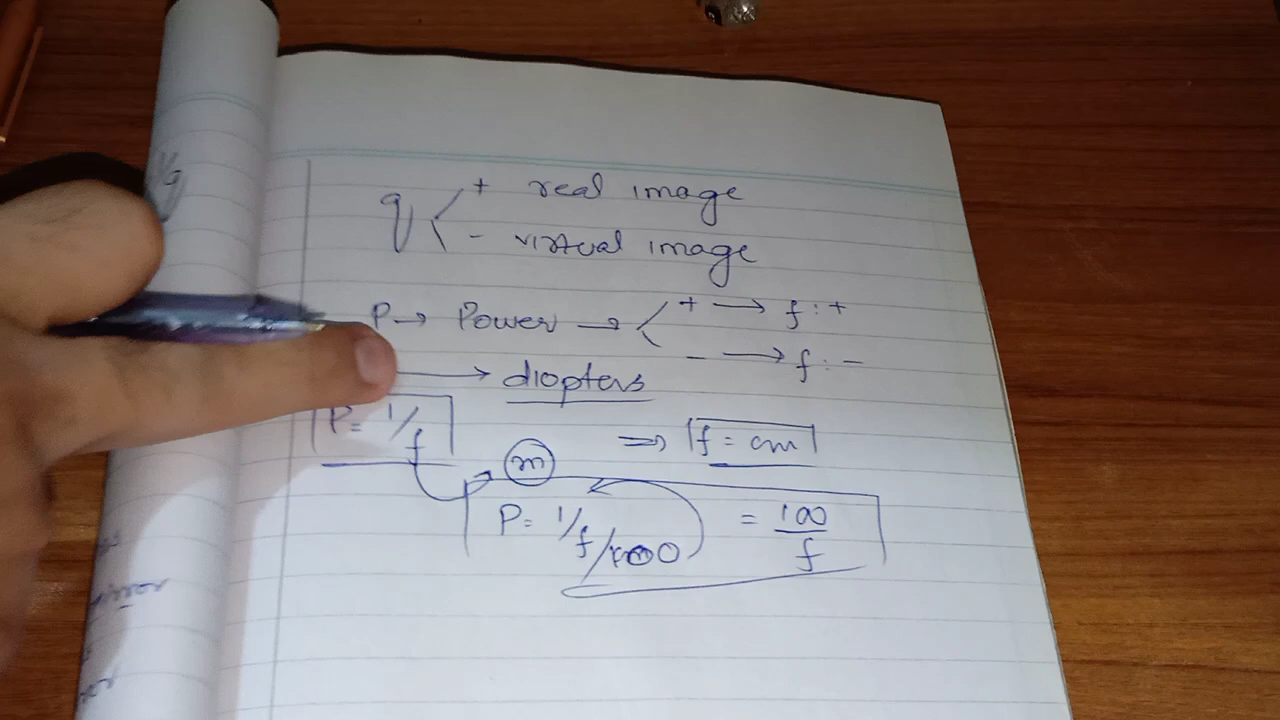 q + real image
- virtual image
P → Power → + → f : +
- → f : -
→ diopters
P = 1/f
m ⇒ f = cm
P = 1/f/100 = 100/f